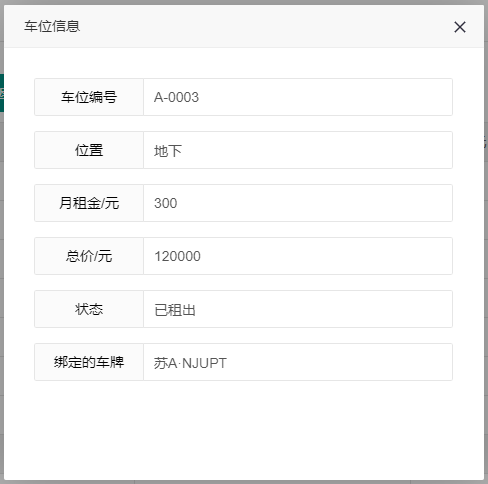 车位信息
车位编号 A-0003
位置 地下
月租金/元 300
总价/元 120000
状态 已租出
绑定的车牌 苏A·NJUPT